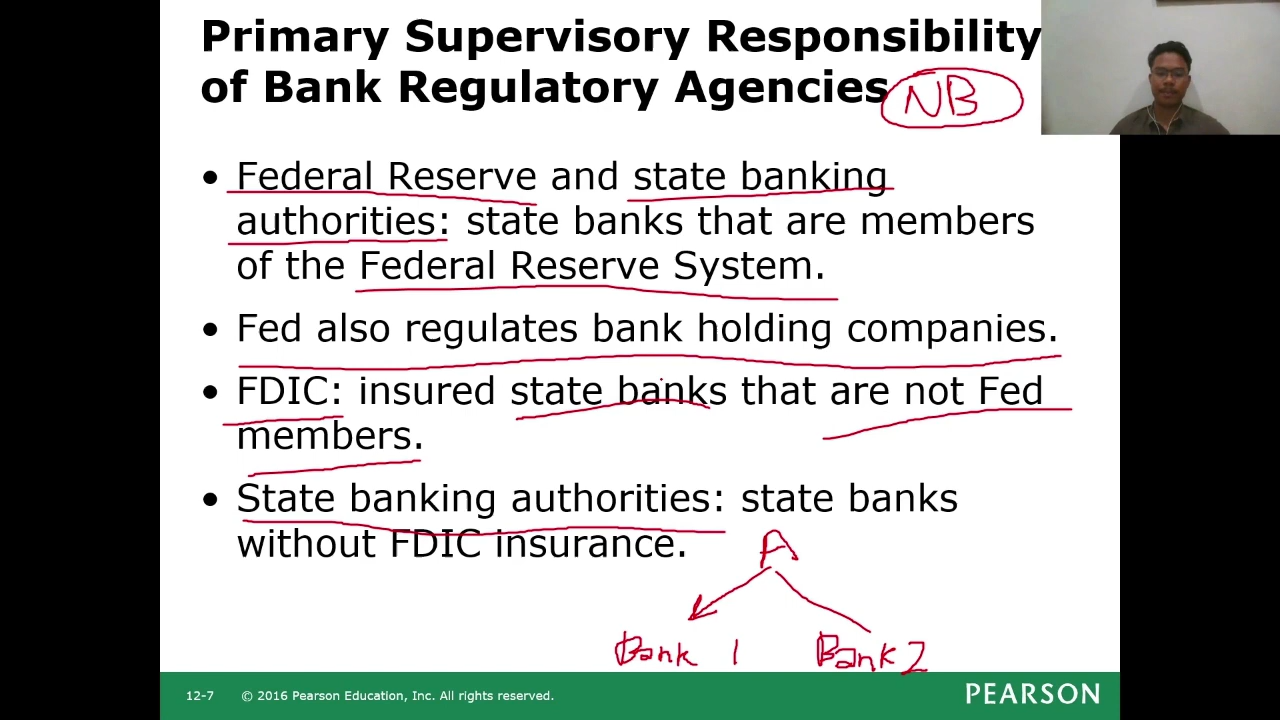 Primary Supervisory Responsibility
of Bank Regulatory Agencies NB
• Federal Reserve and state banking
authorities: state banks that are members
of the Federal Reserve System.
• Fed also regulates bank holding companies.
• FDIC: insured state banks that are not Fed
members.
• State banking authorities: state banks
without FDIC insurance.
A
Bank 1 Bank 2
12-7 © 2016 Pearson Education, Inc. All rights reserved. PEARSON